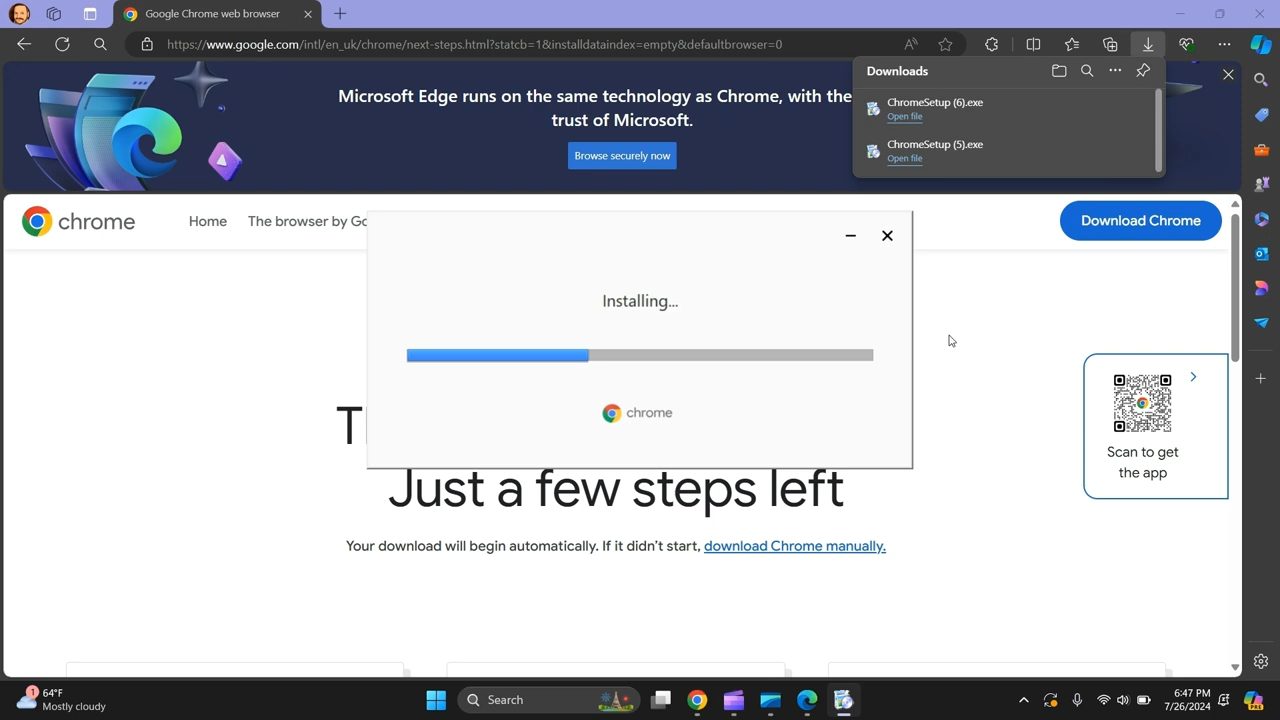 Google Chrome web browser
https://www.google.com/intl/en_uk/chrome/next-steps.html?statcb=1&installdataindex=empty&defaultbrowser=0
Microsoft Edge runs on the same technology as Chrome, with the
trust of Microsoft.
Browse securely now
Downloads
ChromeSetup (6).exe
Open file
ChromeSetup (5).exe
Open file
chrome
Home
The browser by Go
Download Chrome
Installing...
chrome
Scan to get
the app
T
Just a few steps left
Your download will begin automatically. If it didn't start, download Chrome manually.
1
64°F
Mostly cloudy
Search
6:47 PM
7/26/2024